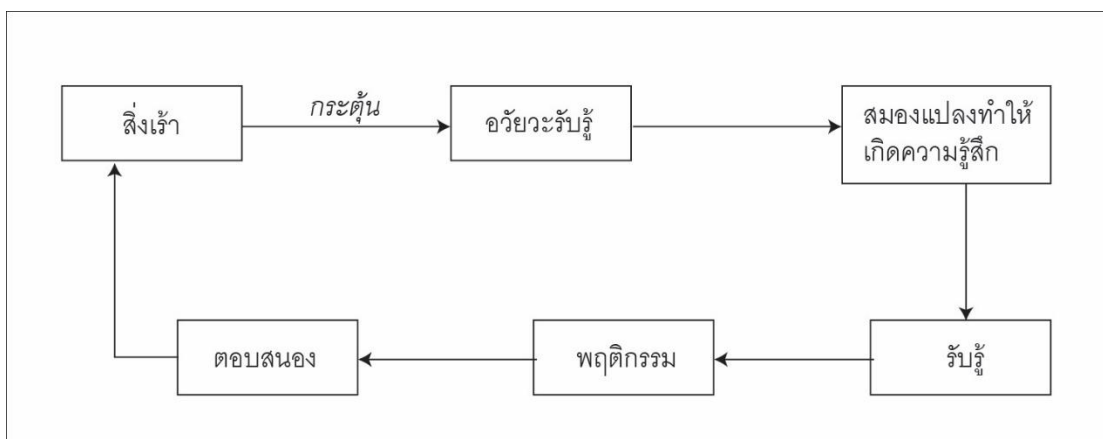 สิ่งเร้า
กระตุ้น
อวัยวะรับรู้
สมองแปลงทำให้
เกิดความรู้สึก
รับรู้
พฤติกรรม
ตอบสนอง